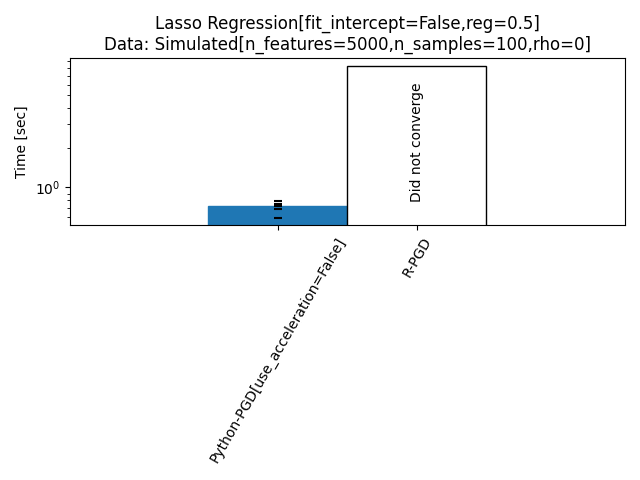 Lasso Regression[fit_intercept=False,reg=0.5]
Data: Simulated[n_features=5000,n_samples=100,rho=0]
Time [sec]
10⁰
Did not converge
Python-PGD[use_acceleration=False]
R-PGD